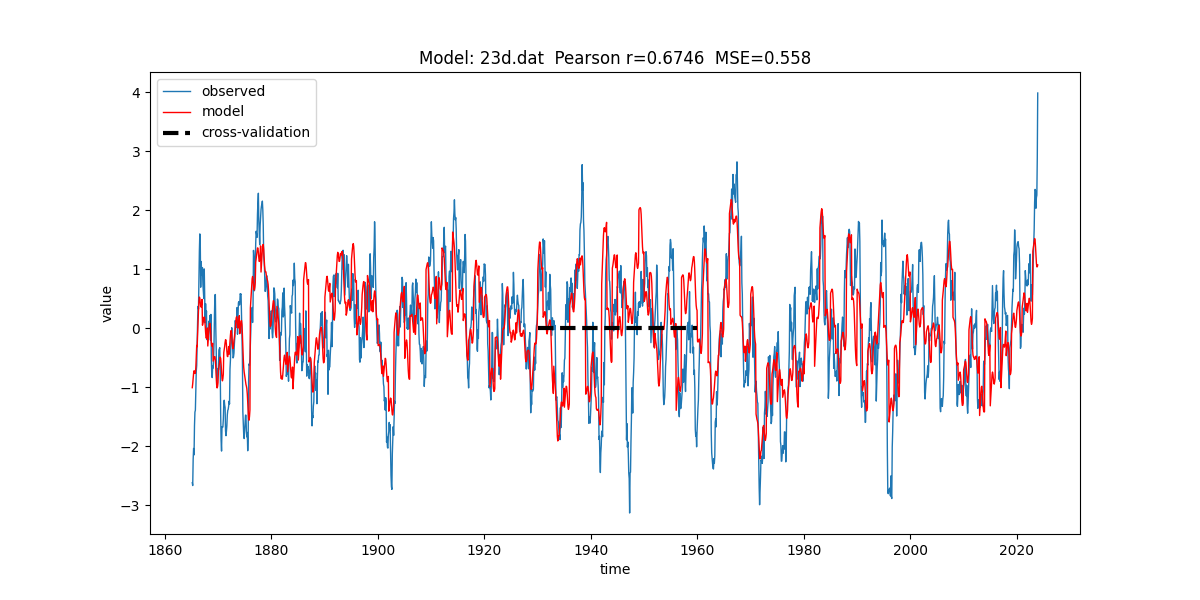 Model: 23d.dat  Pearson r=0.6746  MSE=0.558
observed
model
cross-validation
value
4
3
2
1
0
−1
−2
−3
1860 1880 1900 1920 1940 1960 1980 2000 2020
time